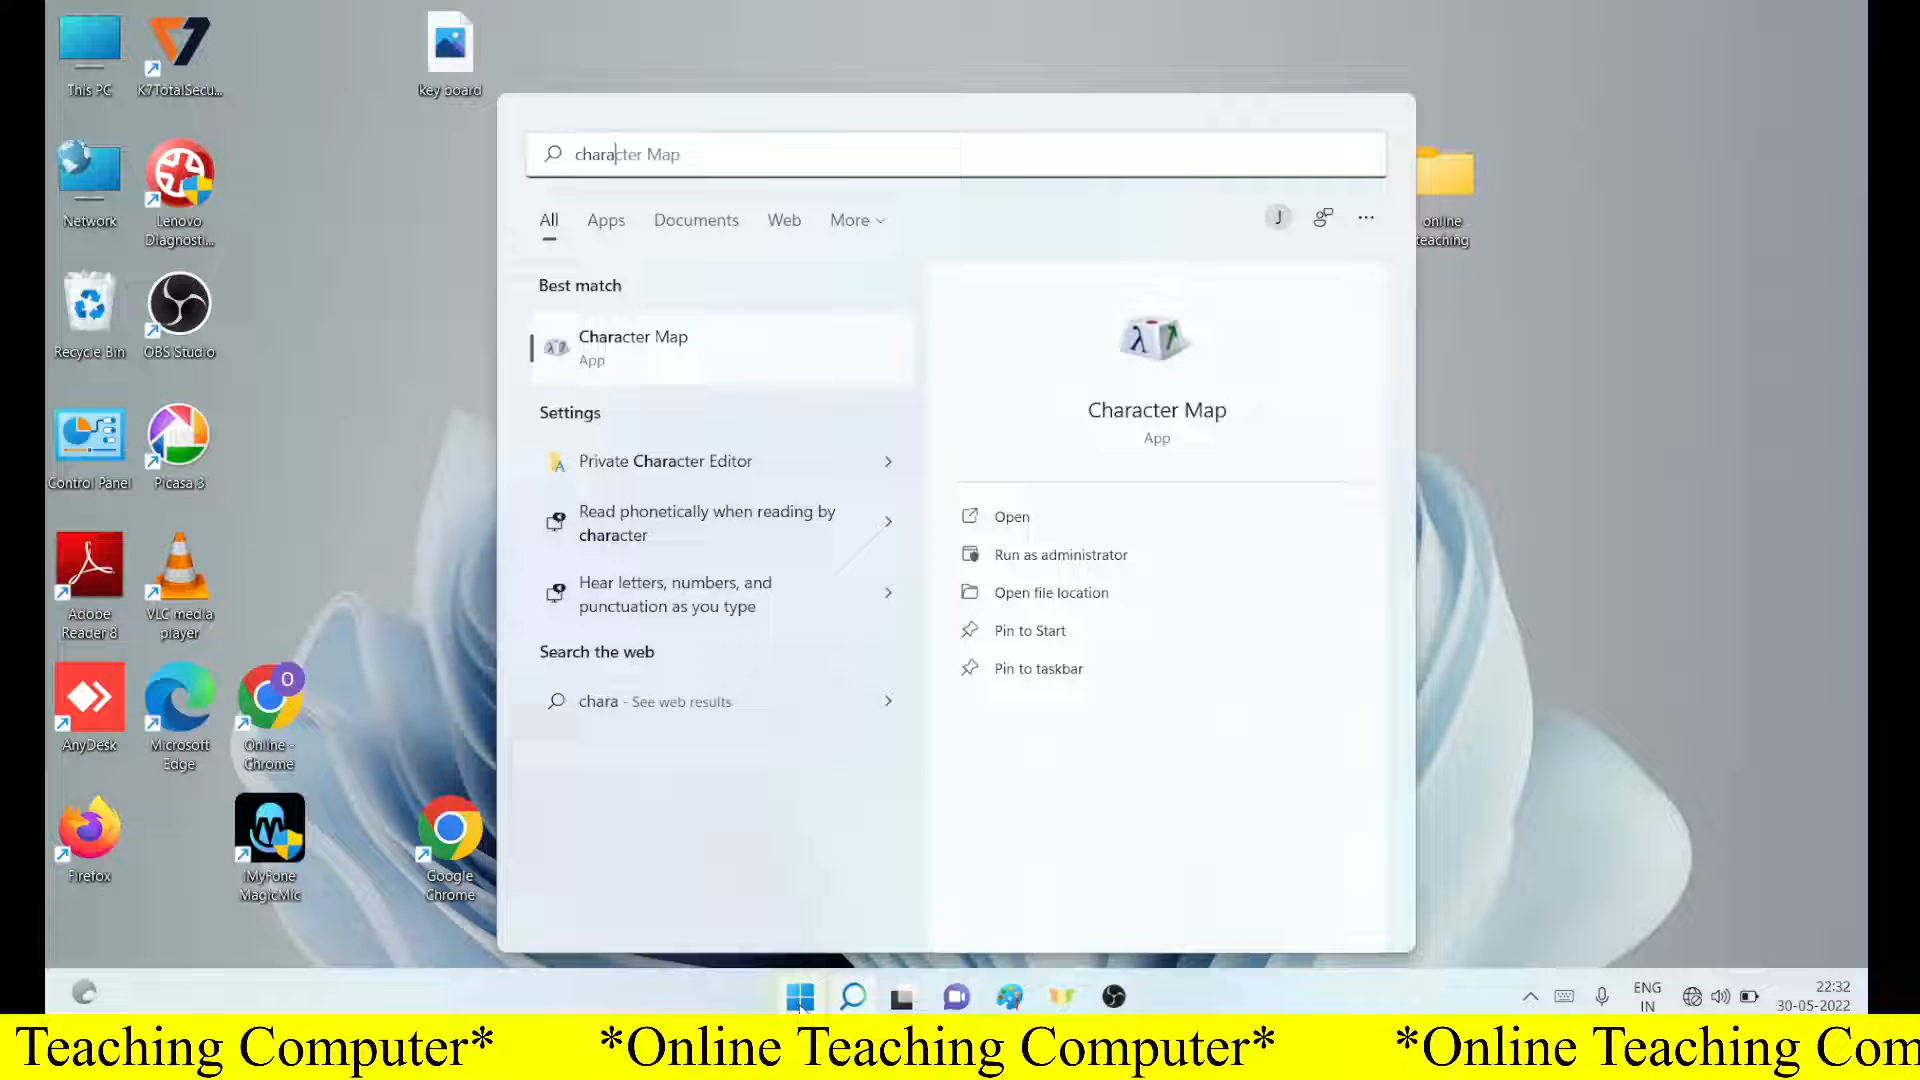 This PC
K7TotalSecu...
key board
character Map
All
Apps
Documents
Web
More
J
online
teaching
Network
Lenovo
Diagnosti...
Best match
Character Map
App
Character Map
App
Recycle Bin
OBS Studio
Settings
Private Character Editor
Read phonetically when reading by
character
Hear letters, numbers, and
punctuation as you type
Search the web
chara - See web results
Open
Run as administrator
Open file location
Pin to Start
Pin to taskbar
Control Panel
Picasa 3
Adobe
Reader 8
VLC media
player
AnyDesk
Microsoft
Edge
O
Online -
Chrome
Firefox
iMyFone
MagicMic
Google
Chrome
ENG
IN
22:32
30-05-2022
Teaching Computer* *Online Teaching Computer* *Online Teaching Com